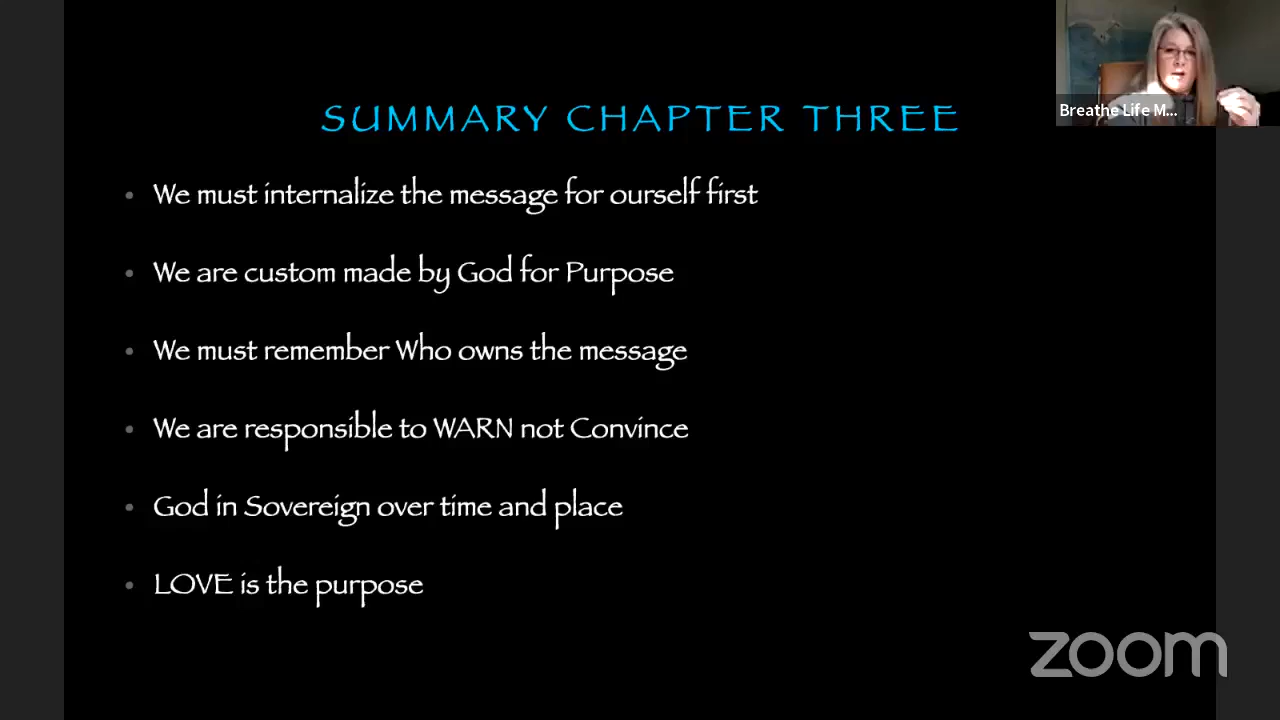 SUMMARY CHAPTER THREE
Breathe Life M...
• We must internalize the message for ourself first
• We are custom made by God for Purpose
• We must remember Who owns the message
• We are responsible to WARN not Convince
• God in Sovereign over time and place
• LOVE is the purpose
zoom